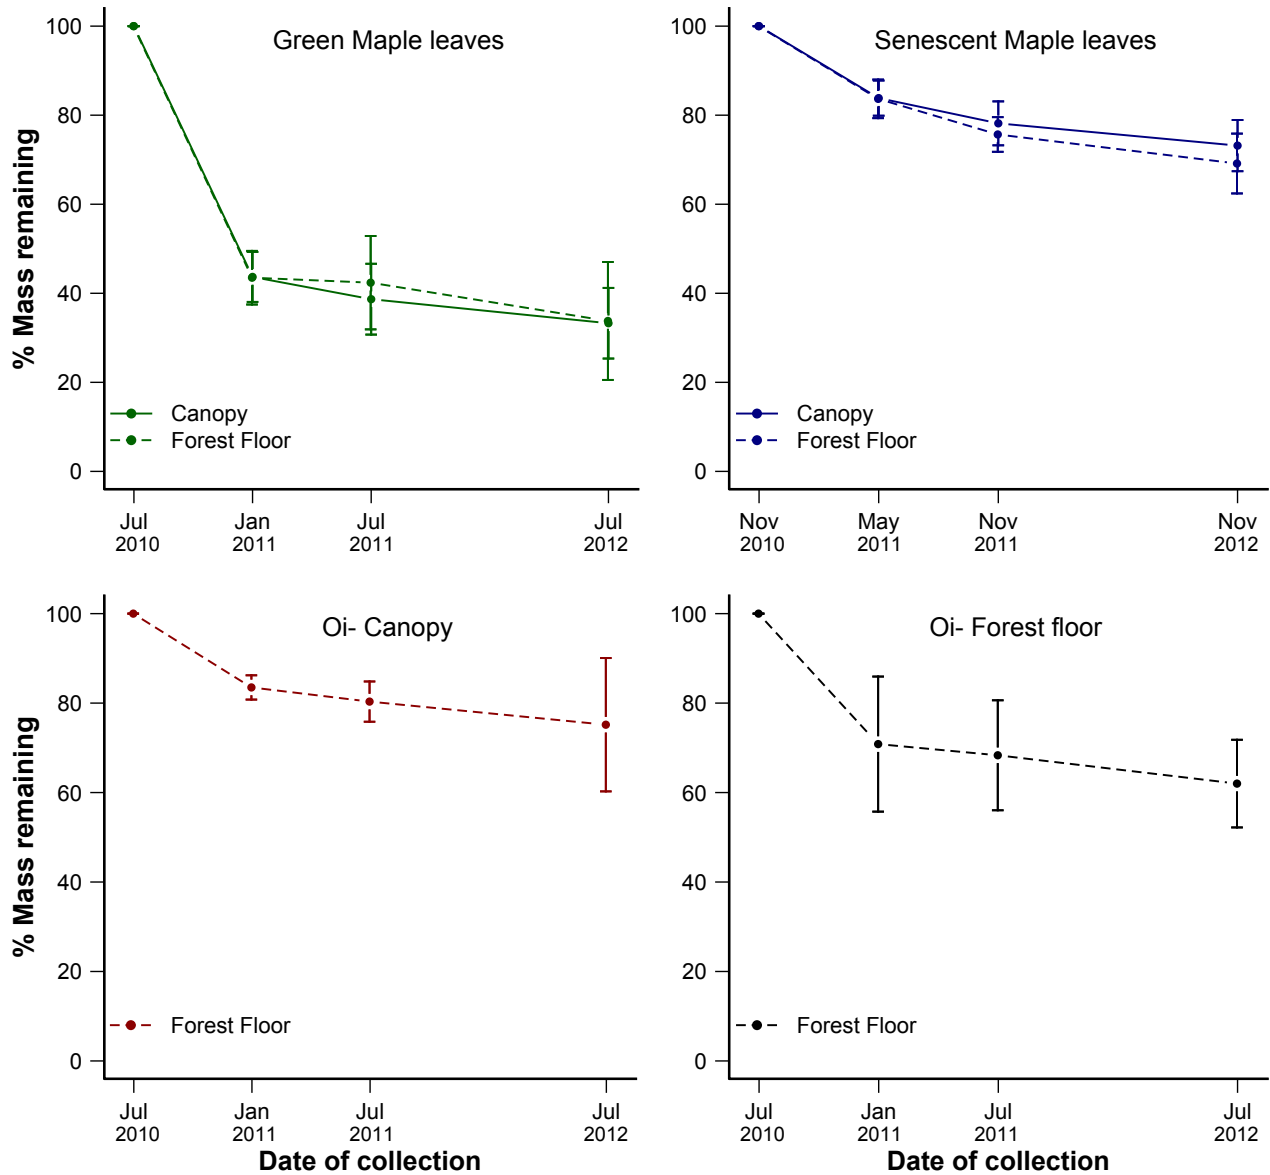 Green Maple leaves
% Mass remaining
100
80
60
40
20
0
Canopy
Forest Floor
Jul 2010
Jan 2011
Jul 2011
Jul 2012
Senescent Maple leaves
100
80
60
40
20
0
Canopy
Forest Floor
Nov 2010
May 2011
Nov 2011
Nov 2012
Oi- Canopy
% Mass remaining
100
80
60
40
20
0
Forest Floor
Jul 2010
Jan 2011
Jul 2011
Jul 2012
Date of collection
Oi- Forest floor
100
80
60
40
20
0
Forest Floor
Jul 2010
Jan 2011
Jul 2011
Jul 2012
Date of collection